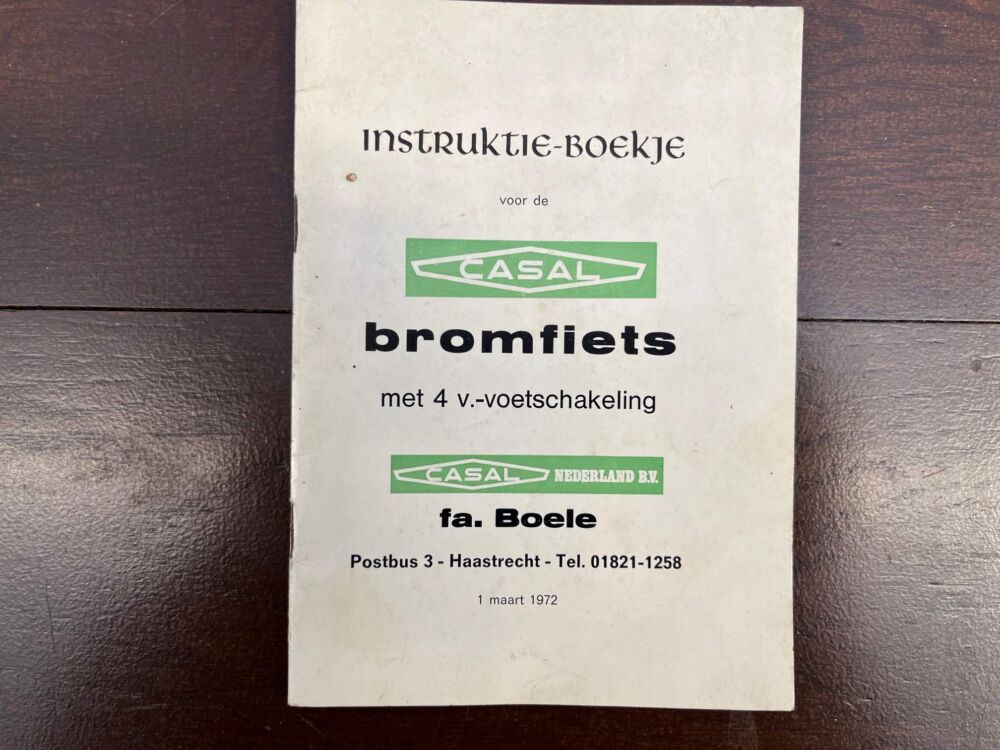 INSTRUKTIE-BOEKJE
voor de
CASAL
bromfiets
met 4 v.-voetschakeling
CASAL NEDERLAND B.V.
fa. Boele
Postbus 3 - Haastrecht - Tel. 01821-1258
1 maart 1972